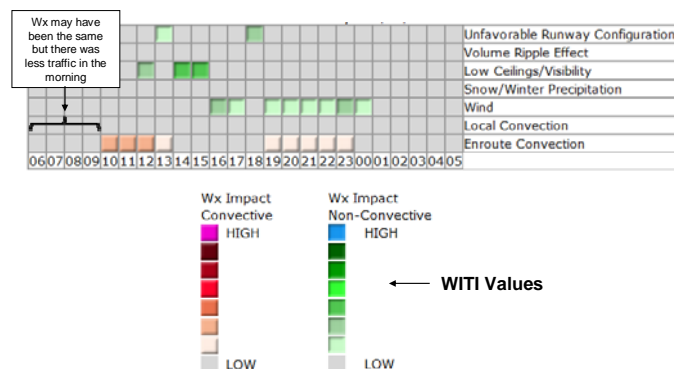 Wx may have
been the same
but there was
less traffic in the
morning
Unfavorable Runway Configuration
Volume Ripple Effect
Low Ceilings/Visibility
Snow/Winter Precipitation
Wind
Local Convection
Enroute Convection
06 07 08 09 10 11 12 13 14 15 16 17 18 19 20 21 22 23 00 01 02 03 04 05
Wx Impact
Convective
HIGH
LOW
Wx Impact
Non-Convective
HIGH
LOW
WITI Values